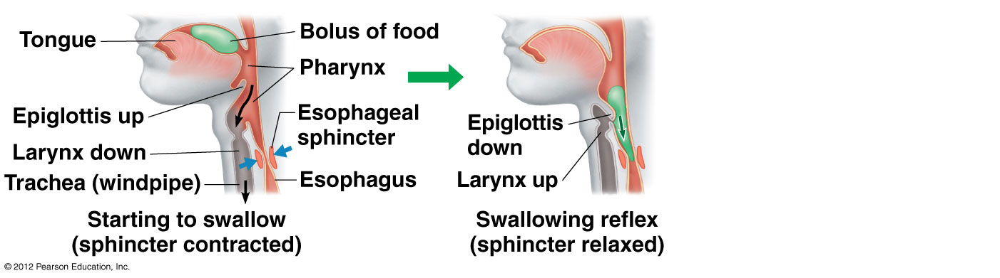 Tongue
Bolus of food
Pharynx
Epiglottis up
Esophageal
sphincter
Larynx down
Trachea (windpipe)
Esophagus
Starting to swallow
(sphincter contracted)
Epiglottis
down
Larynx up
Swallowing reflex
(sphincter relaxed)
© 2012 Pearson Education, Inc.